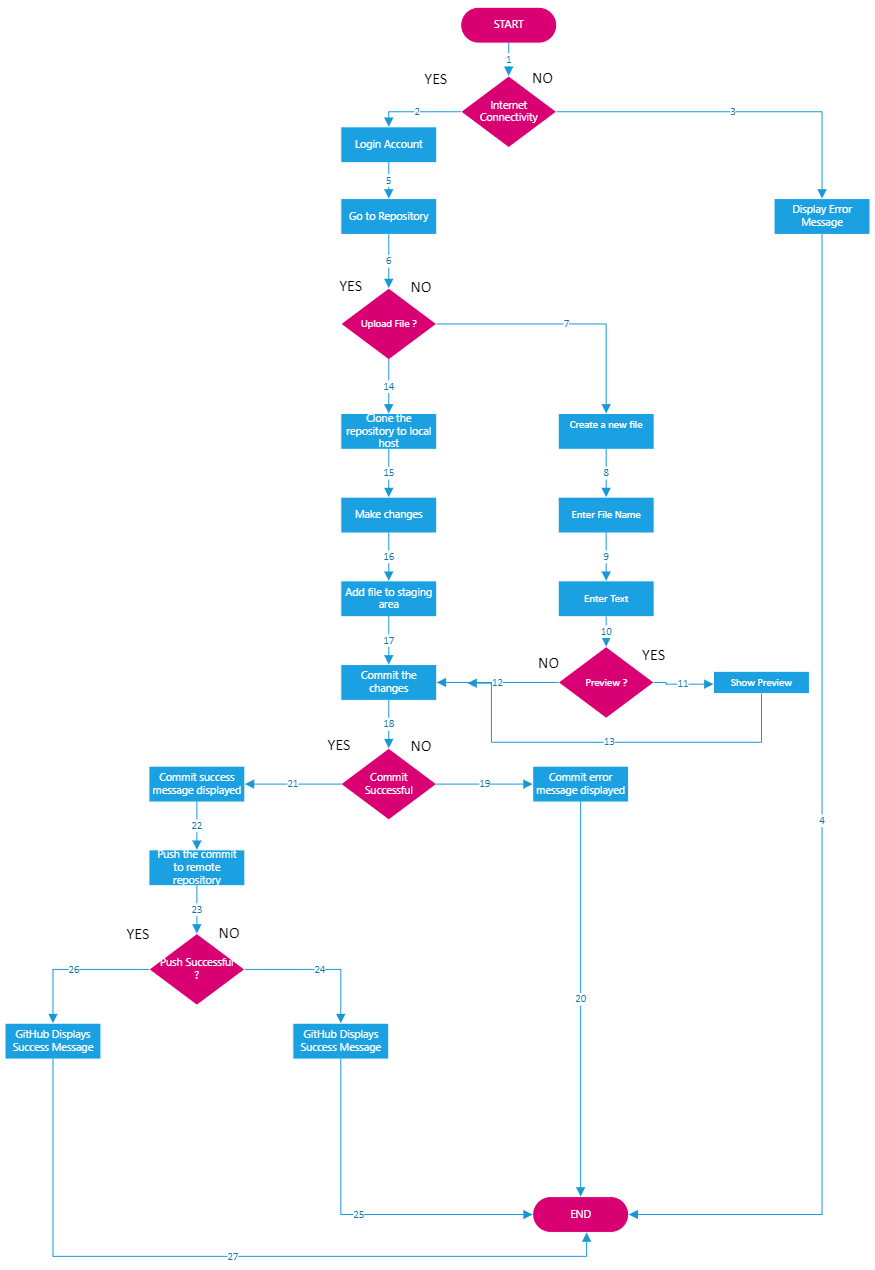 START
1
YES
NO
Internet
Connectivity
2
3
Login Account
5
Go to Repository
Display Error
Message
6
YES
NO
Upload File ?
7
14
Clone the
repository to local
host
Create a new file
15
8
Make changes
Enter File Name
16
9
Add file to staging
area
Enter Text
17
10
NO
YES
Commit the
changes
12
Preview ?
11
Show Preview
18
13
YES
NO
Commit success
message displayed
21
Commit
Successful
19
Commit error
message displayed
22
4
Push the commit
to remote
repository
23
YES
NO
Push Successful
?
26
24
20
GitHub Displays
Success Message
GitHub Displays
Success Message
25
END
27